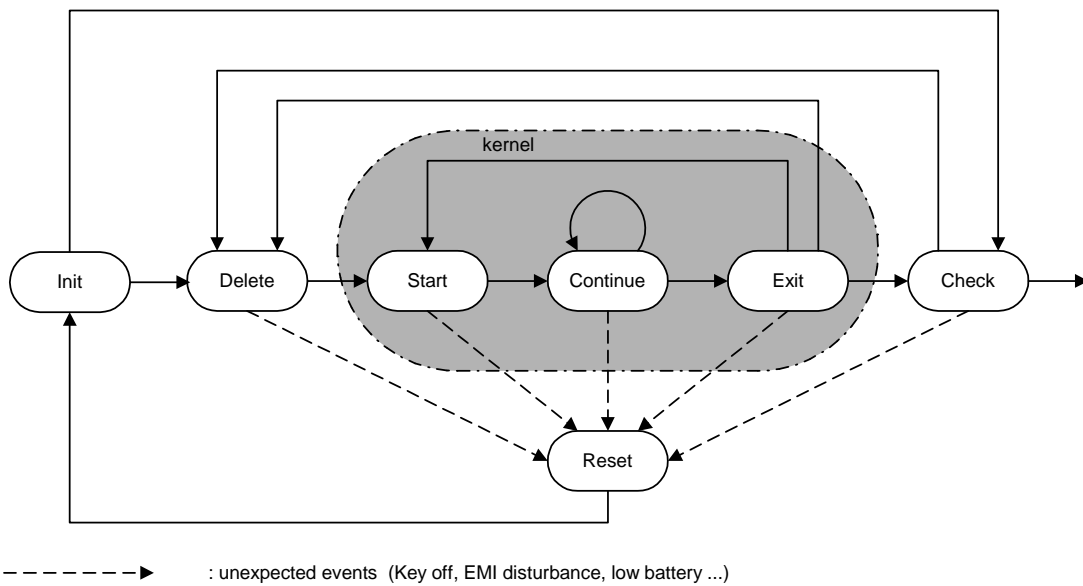 kernel
Init
Delete
Start
Continue
Exit
Check
Reset
: unexpected events (Key off, EMI disturbance, low battery ...)